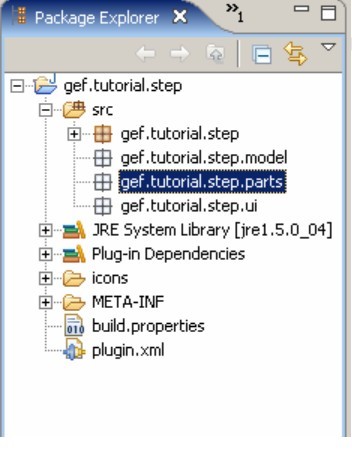 Package Explorer
1
gef.tutorial.step
src
gef.tutorial.step
gef.tutorial.step.model
gef.tutorial.step.parts
gef.tutorial.step.ui
JRE System Library [jre1.5.0_04]
Plug-in Dependencies
icons
META-INF
010 build.properties
plugin.xml